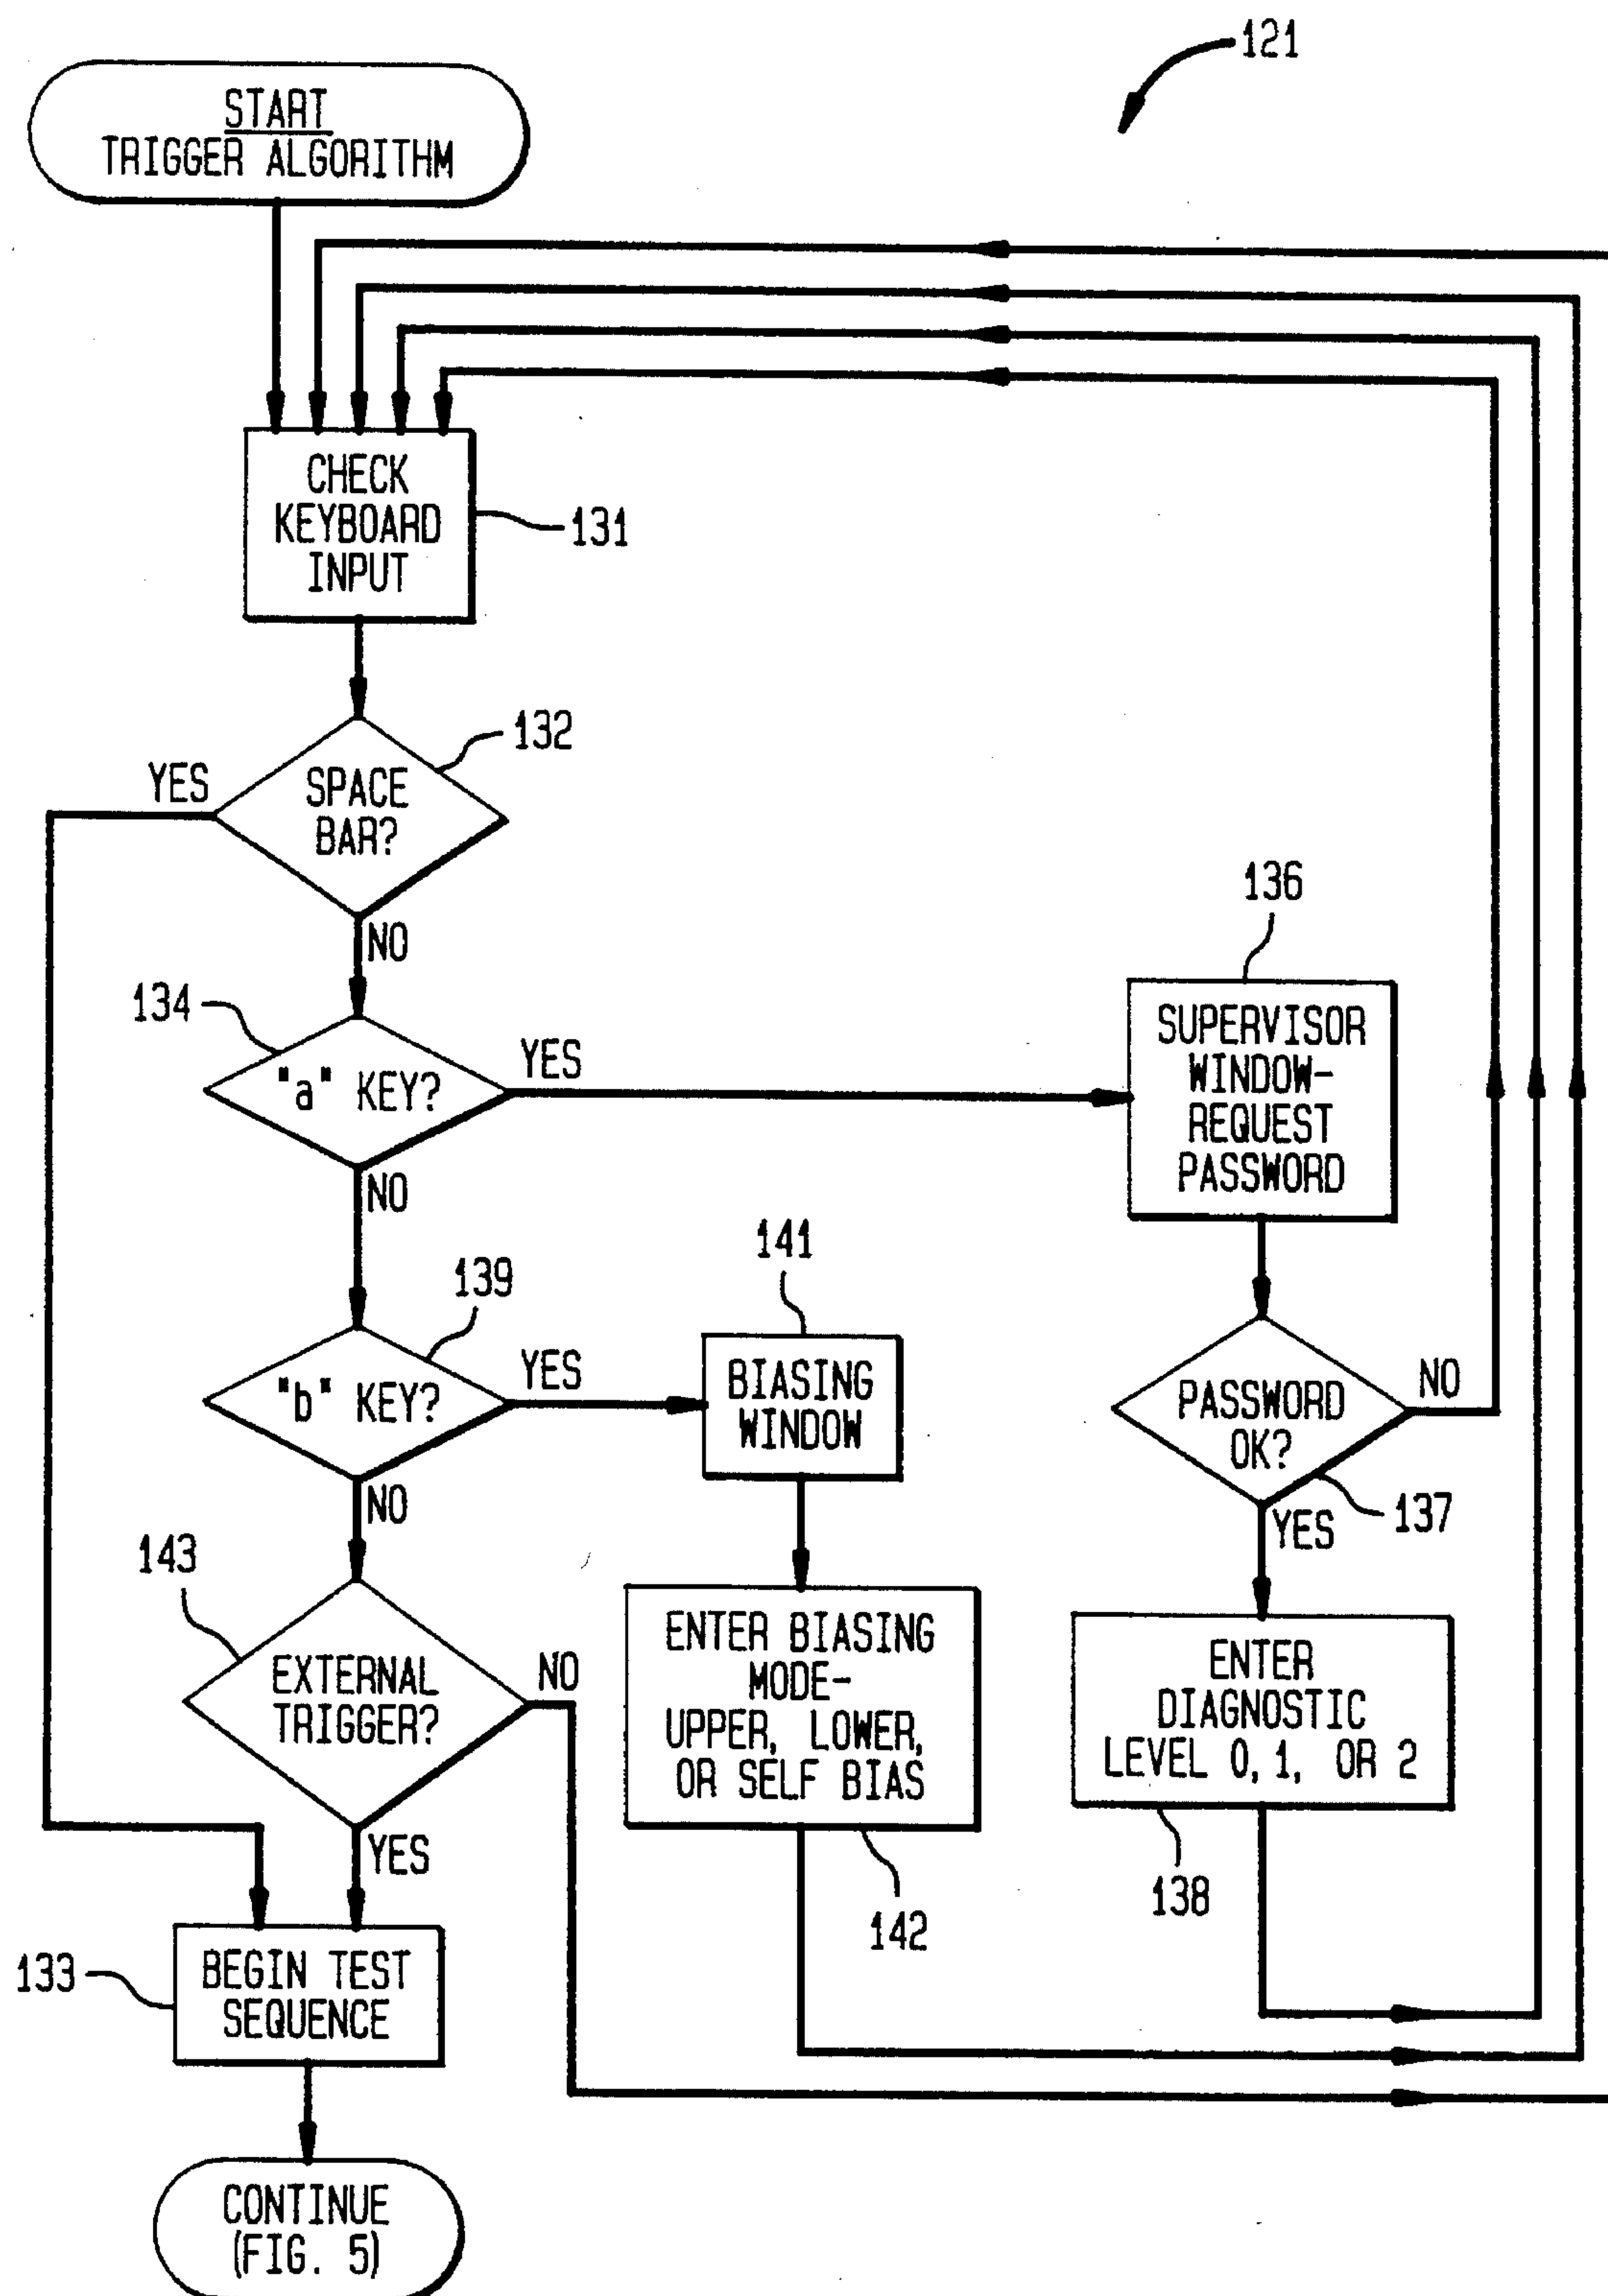 121
START
TRIGGER ALGORITHM
CHECK
KEYBOARD
INPUT
131
132
YES
SPACE
BAR?
NO
134
"a" KEY?
YES
NO
136
SUPERVISOR
WINDOW-
REQUEST
PASSWORD
139
"b" KEY?
YES
NO
141
BIASING
WINDOW
PASSWORD
OK?
NO
137
YES
143
EXTERNAL
TRIGGER?
NO
YES
ENTER BIASING
MODE-
UPPER, LOWER,
OR SELF BIAS
142
ENTER
DIAGNOSTIC
LEVEL 0, 1, OR 2
138
133
BEGIN TEST
SEQUENCE
CONTINUE
(FIG. 5)